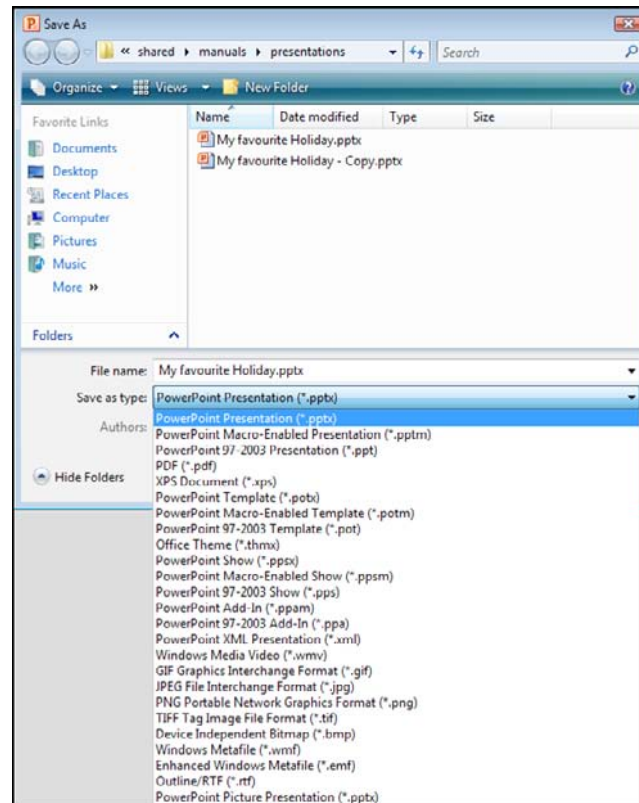 Save As
« shared manuals presentations Search
Organize Views New Folder
Favorite Links
Documents
Desktop
Recent Places
Computer
Pictures
Music
More »
Folders
Name Date modified Type Size
My favourite Holiday.pptx
My favourite Holiday - Copy.pptx
File name: My favourite Holiday.pptx
Save as type: PowerPoint Presentation (*.pptx)
Authors:
Hide Folders
PowerPoint Presentation (*.pptx)
PowerPoint Macro-Enabled Presentation (*.pptm)
PowerPoint 97-2003 Presentation (*.ppt)
PDF (*.pdf)
XPS Document (*.xps)
PowerPoint Template (*.potx)
PowerPoint Macro-Enabled Template (*.potm)
PowerPoint 97-2003 Template (*.pot)
Office Theme (*.thmx)
PowerPoint Show (*.ppsx)
PowerPoint Macro-Enabled Show (*.ppsm)
PowerPoint 97-2003 Show (*.pps)
PowerPoint Add-In (*.ppam)
PowerPoint 97-2003 Add-In (*.ppa)
PowerPoint XML Presentation (*.xml)
Windows Media Video (*.wmv)
GIF Graphics Interchange Format (*.gif)
JPEG File Interchange Format (*.jpg)
PNG Portable Network Graphics Format (*.png)
TIFF Tag Image File Format (*.tif)
Device Independent Bitmap (*.bmp)
Windows Metafile (*.wmf)
Enhanced Windows Metafile (*.emf)
Outline/RTF (*.rtf)
PowerPoint Picture Presentation (*.pptx)